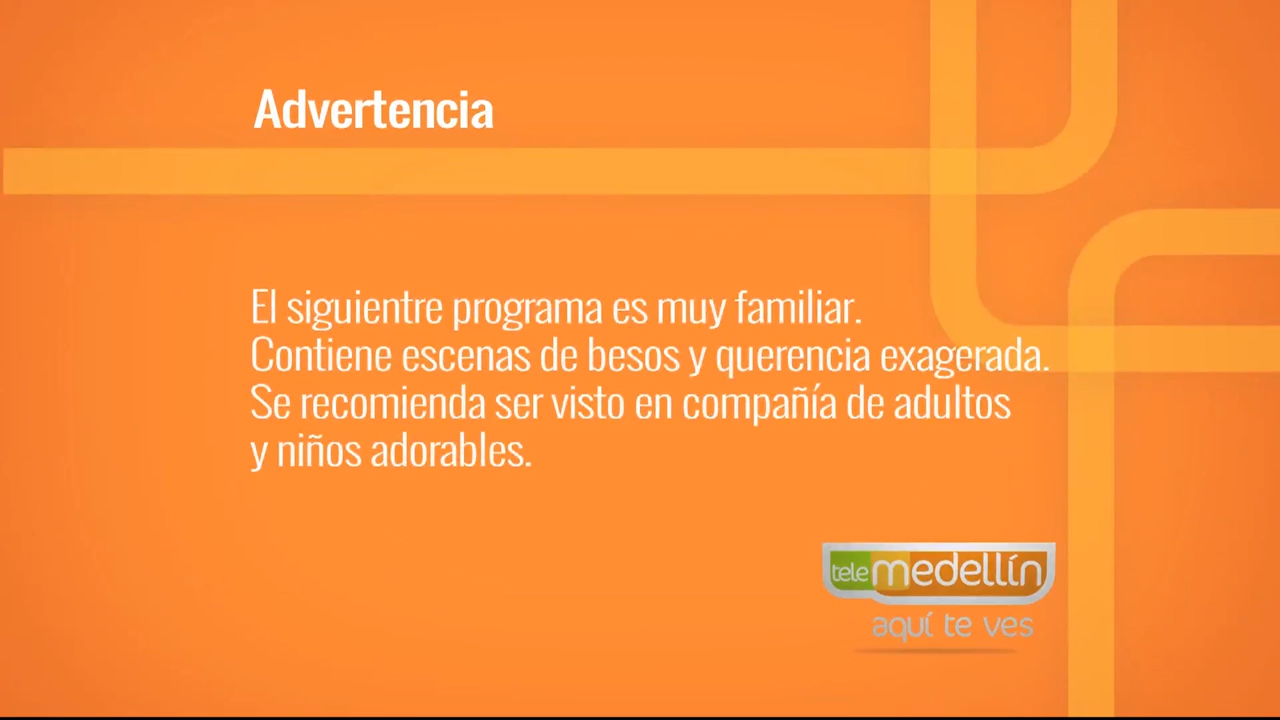 Advertencia
El siguientre programa es muy familiar.
Contiene escenas de besos y querencia exagerada.
Se recomienda ser visto en compañía de adultos
y niños adorables.
tele medellín
aquí te ves